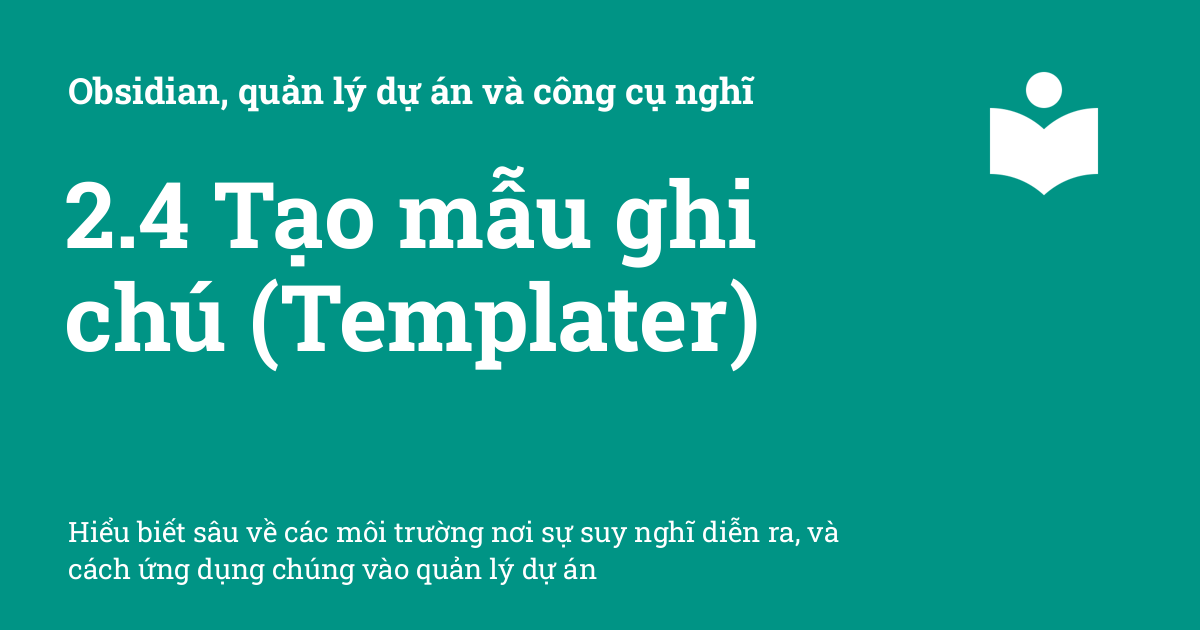 Obsidian, quản lý dự án và công cụ nghĩ
2.4 Tạo mẫu ghi
chú (Templater)
Hiểu biết sâu về các môi trường nơi sự suy nghĩ diễn ra, và
cách ứng dụng chúng vào quản lý dự án